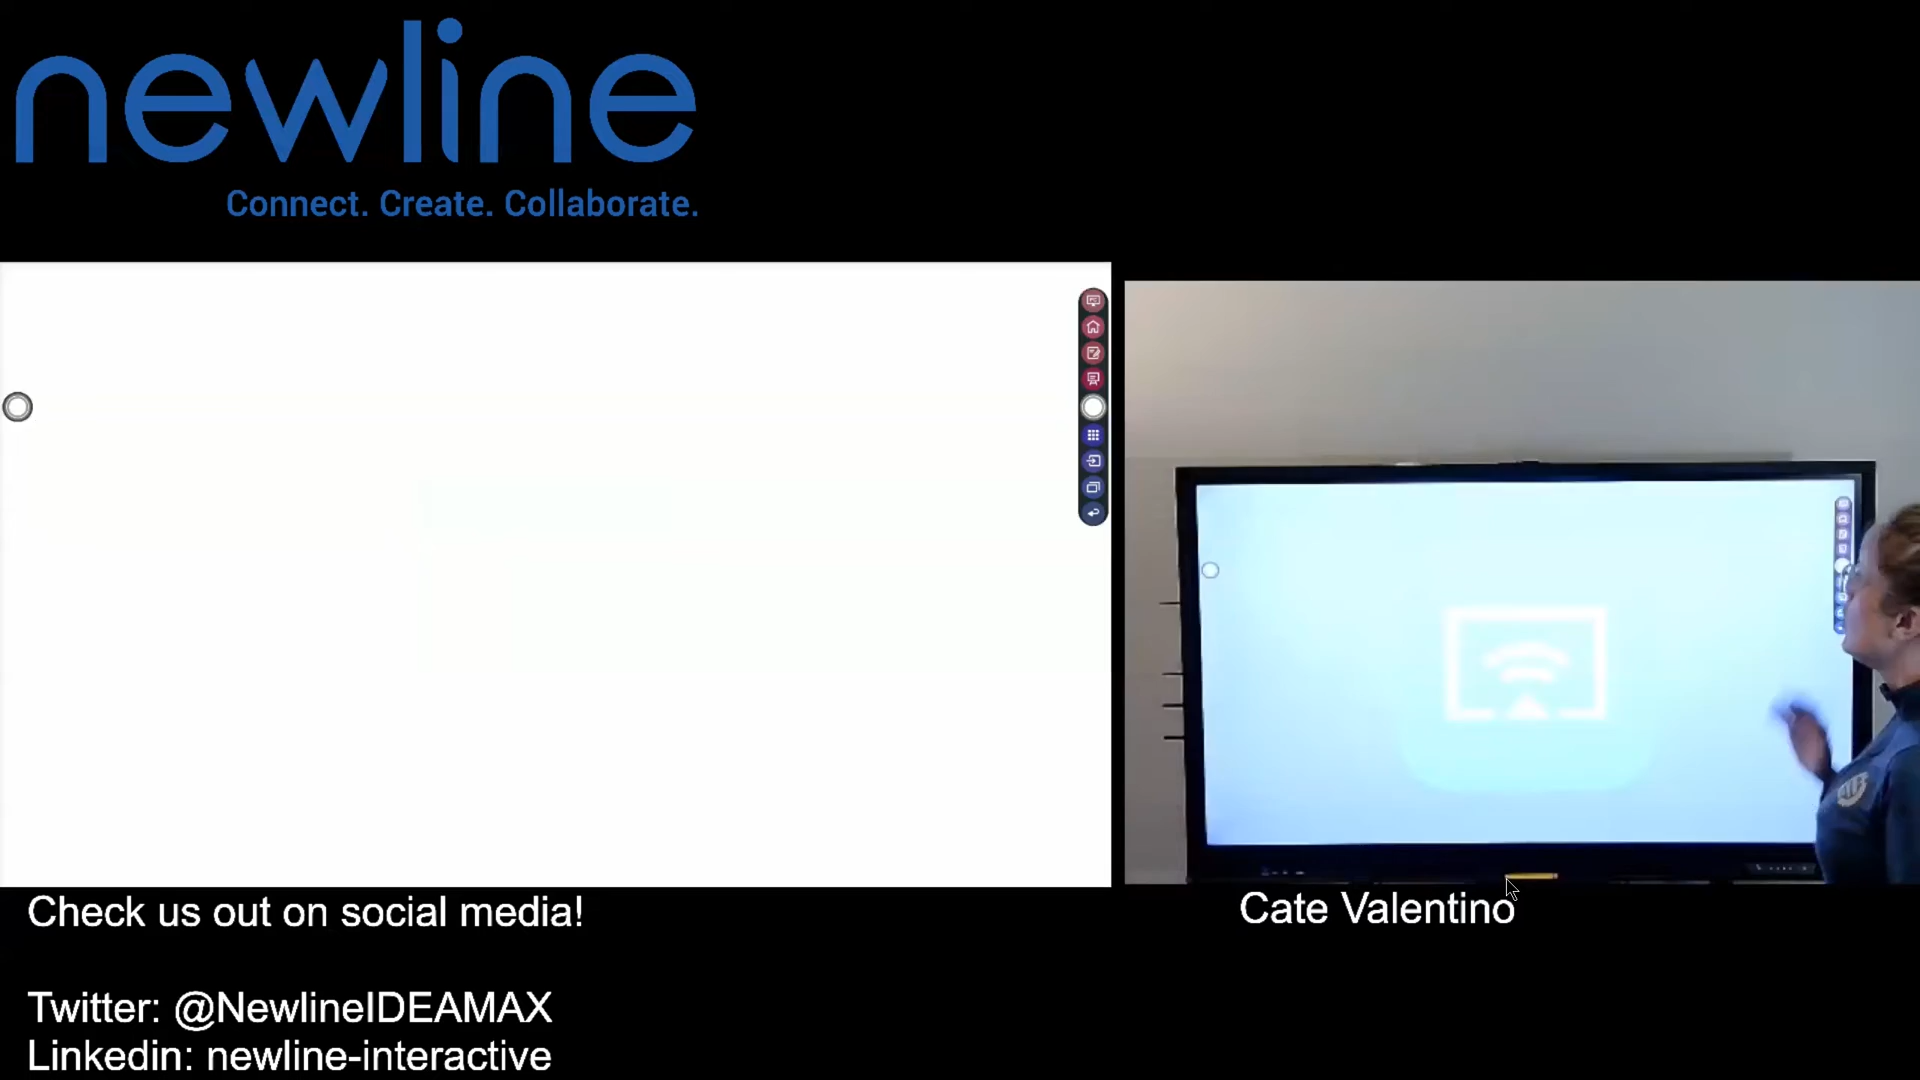 newline
Connect. Create. Collaborate.
Check us out on social media!
Cate Valentino
Twitter: @NewlineIDEAMAX
Linkedin: newline-interactive